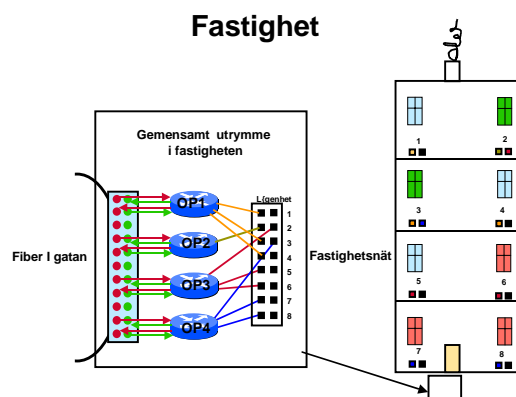 Fastighet
Gemensamt utrymme
i fastigheten
Lgenhet
OP1
OP2
OP3
OP4
1
2
3
4
5
6
7
8
Fiber I gatan
Fastighetsnät
1
2
3
4
5
6
7
8